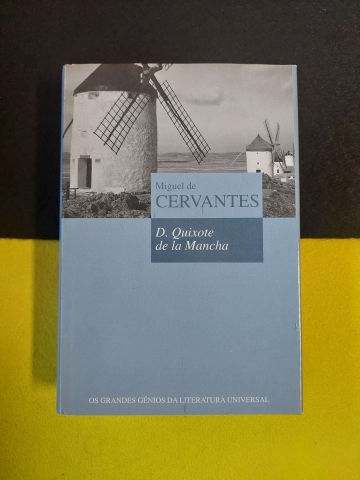 Miguel de
CERVANTES
D. Quixote
de la Mancha
OS GRANDES GÉNIOS DA LITERATURA UNIVERSAL